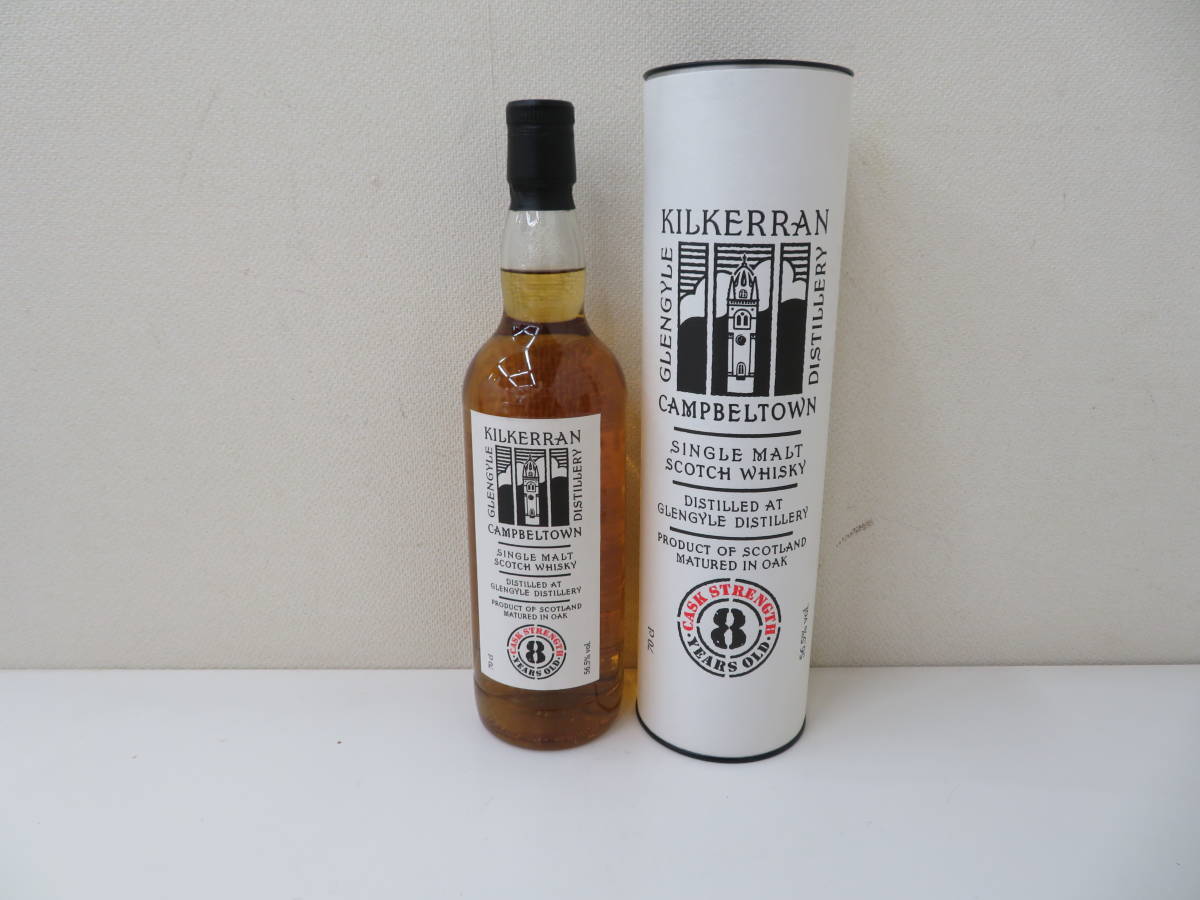 KILKERRAN
GLENGYLE
DISTILLERY
CAMPBELTOWN
SINGLE MALT
SCOTCH WHISKY
DISTILLED AT
GLENGYLE DISTILLERY
PRODUCT OF SCOTLAND
MATURED IN OAK
CASK STRENGTH
8
YEARS OLD
70 cl
56.5% vol.
KILKERRAN
GLENGYLE
DISTILLERY
CAMPBELTOWN
SINGLE MALT
SCOTCH WHISKY
DISTILLED AT
GLENGYLE DISTILLERY
PRODUCT OF SCOTLAND
MATURED IN OAK
CASK STRENGTH
8
YEARS OLD
70 cl
56.5% vol.